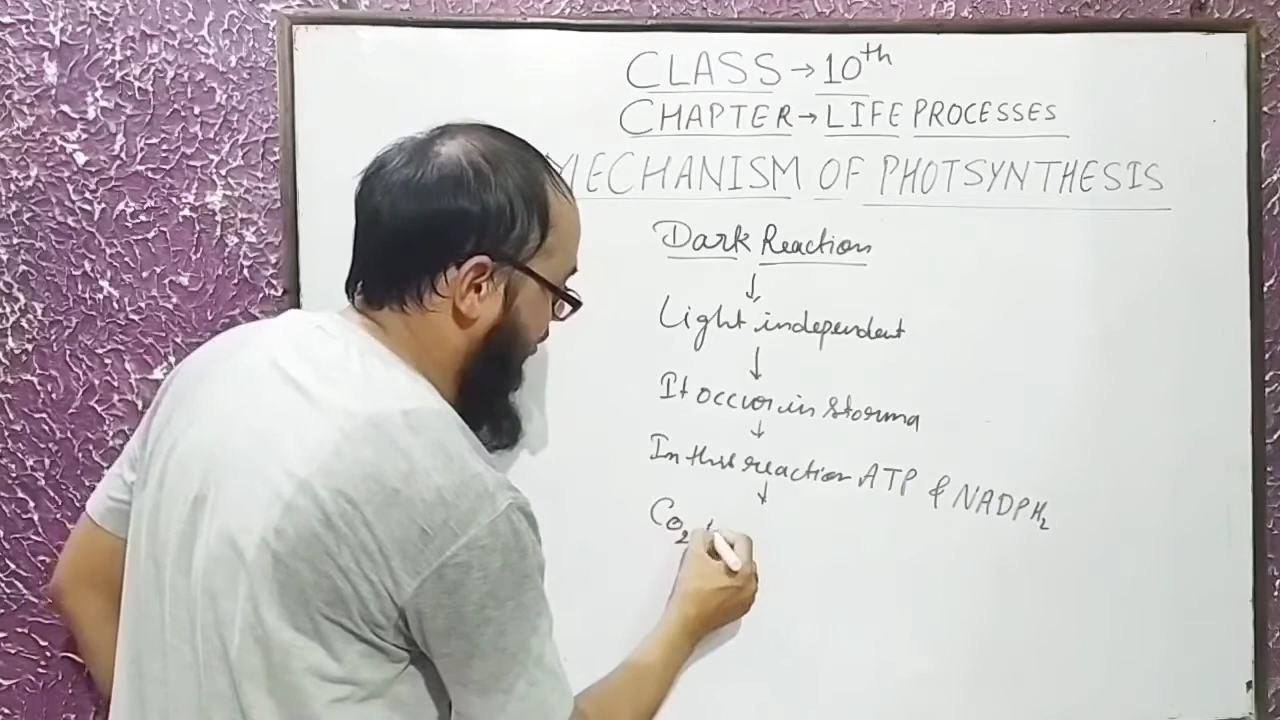 CLASS → 10th
CHAPTER → LIFE PROCESSES
MECHANISM OF PHOTSYNTHESIS
Dark Reaction
↓
Light independent
↓
It occur in Storma
↓
In this reaction ATP & NADPH2
↓
CO2